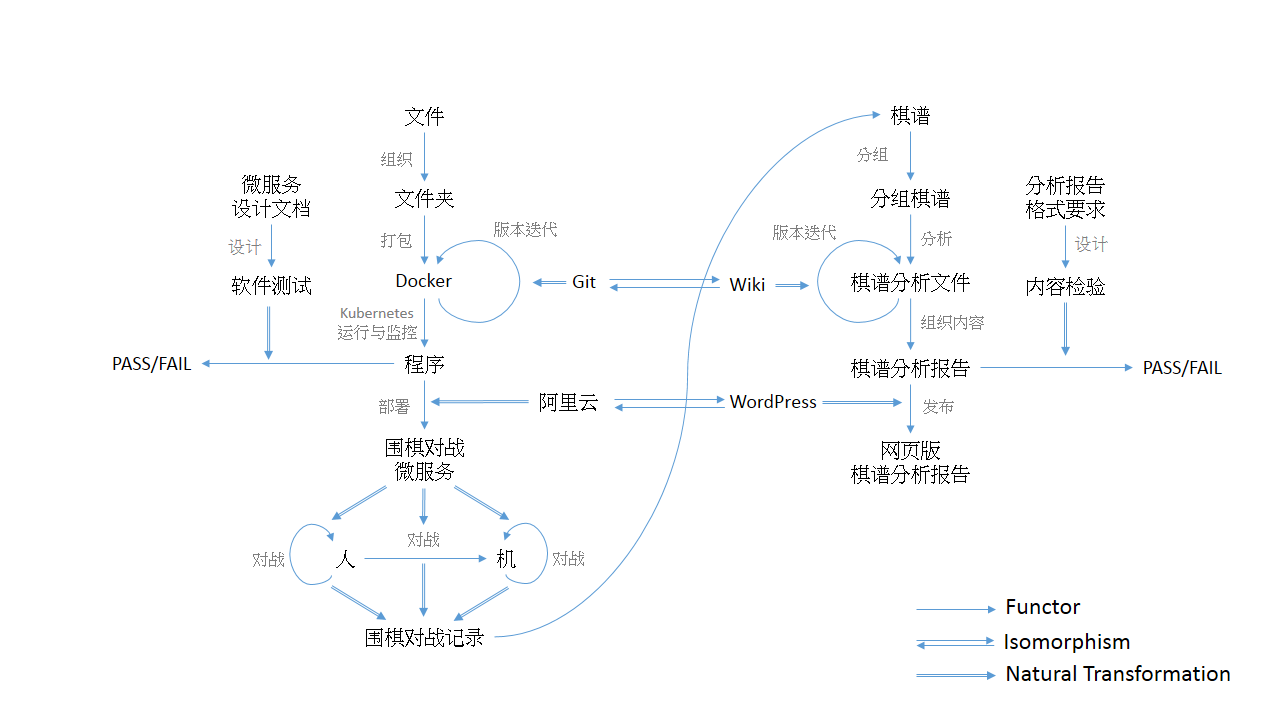 文件
棋谱
组织
分组
微服务
设计文档
文件夹
分组棋谱
分析报告
格式要求
设计
打包
版本迭代
版本迭代
分析
设计
软件测试
Docker
Git
Wiki
棋谱分析文件
内容检验
Kubernetes
运行与监控
组织内容
PASS/FAIL
程序
棋谱分析报告
PASS/FAIL
部署
阿里云
WordPress
发布
围棋对战
微服务
网页版
棋谱分析报告
对战
对战
人
机
对战
围棋对战记录
Functor
Isomorphism
Natural Transformation